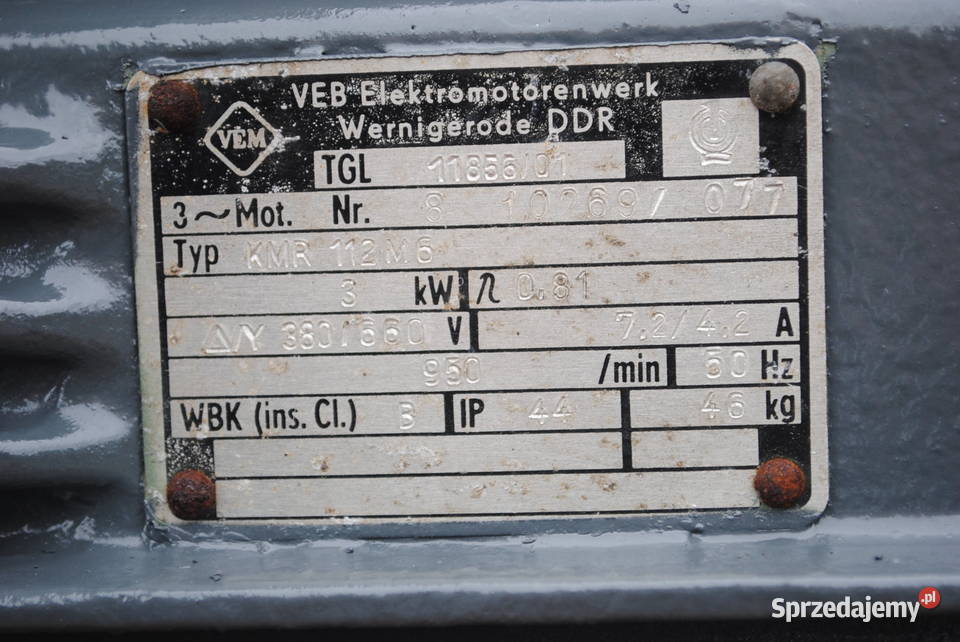 VEB Elektromotorenwerk
Wernigerode DDR
VEM
TGL 11856/01
3~Mot. Nr. 8 10269/ 077
Typ KMR 112 M6
3 kW η 0.81
Δ/Y 380/660 V 7.2/4.2 A
950 /min 50 Hz
WBK (ins. Cl.) B IP 44 46 kg
Sprzedajemy.pl